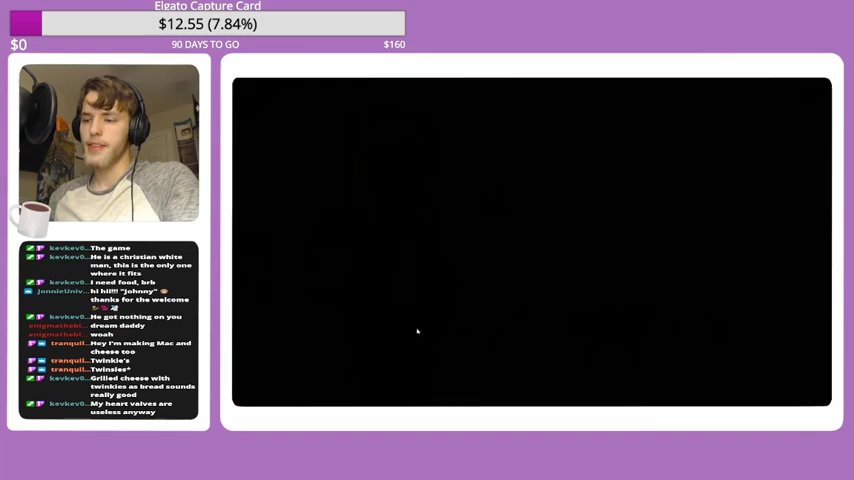 Elgato Capture Card
$12.55 (7.84%)
$0 90 DAYS TO GO $160
kevkev0... The game
kevkev0... He is a christian white
man, this is the only one
where it fits
kevkev0... I need food, brb
JonnieUniv... hi hi!!! "Johnny"
thanks for the welcome
kevkev0... He got nothing on you
enigmathebl... dream daddy
enigmathebl... woah
tranquil... Hey I'm making Mac and
cheese too
tranquil... Twinkie's
tranquil... Twinsies*
kevkev0... Grilled cheese with
twinkies as bread sounds
really good
kevkev0... My heart valves are
useless anyway